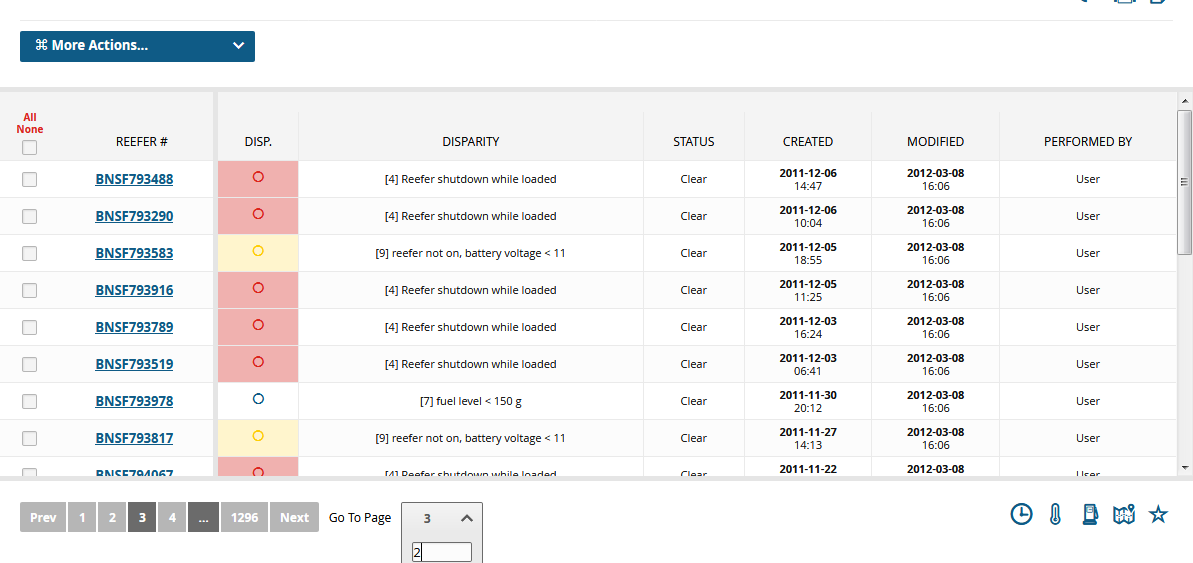 ⌘ More Actions...
All
None
REEFER # DISP. DISPARITY STATUS CREATED MODIFIED PERFORMED BY
BNSF793488 [4] Reefer shutdown while loaded Clear 2011-12-06 14:47 2012-03-08 16:06 User
BNSF793290 [4] Reefer shutdown while loaded Clear 2011-12-06 10:04 2012-03-08 16:06 User
BNSF793583 [9] reefer not on, battery voltage < 11 Clear 2011-12-05 18:55 2012-03-08 16:06 User
BNSF793916 [4] Reefer shutdown while loaded Clear 2011-12-05 11:25 2012-03-08 16:06 User
BNSF793789 [4] Reefer shutdown while loaded Clear 2011-12-03 16:24 2012-03-08 16:06 User
BNSF793519 [4] Reefer shutdown while loaded Clear 2011-12-03 06:41 2012-03-08 16:06 User
BNSF793978 [7] fuel level < 150 g Clear 2011-11-30 20:12 2012-03-08 16:06 User
BNSF793817 [9] reefer not on, battery voltage < 11 Clear 2011-11-27 14:13 2012-03-08 16:06 User
BNSF794067 [4] Reefer shutdown while loaded Clear 2011-11-22 2012-03-08 User
Prev 1 2 3 4 ... 1296 Next Go To Page 3
2